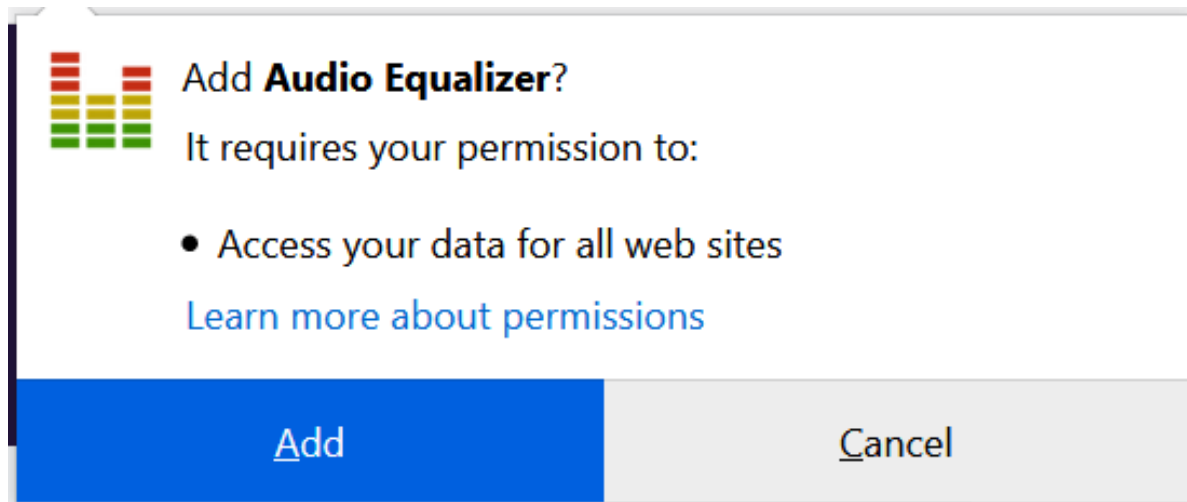 Add Audio Equalizer?
It requires your permission to:
• Access your data for all web sites
Learn more about permissions
Add
Cancel